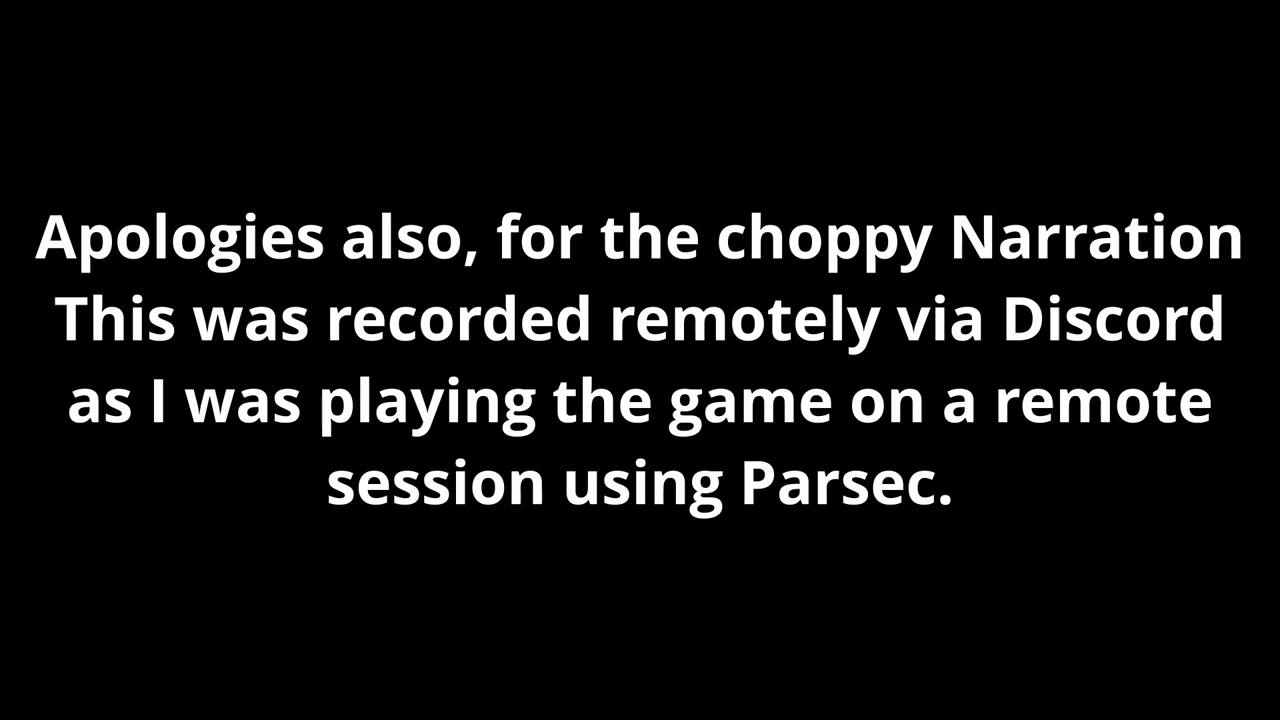 Apologies also, for the choppy Narration
This was recorded remotely via Discord
as I was playing the game on a remote
session using Parsec.